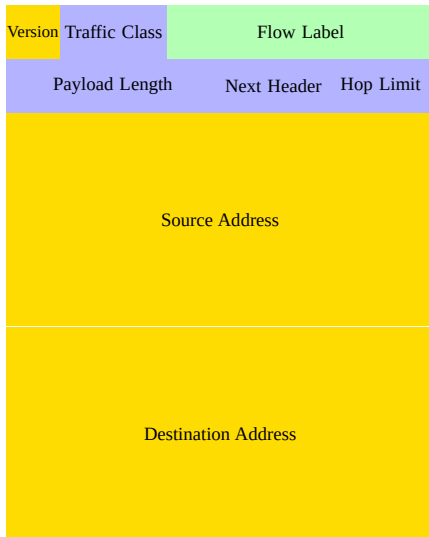 Version Traffic Class Flow Label
Payload Length Next Header Hop Limit
Source Address
Destination Address